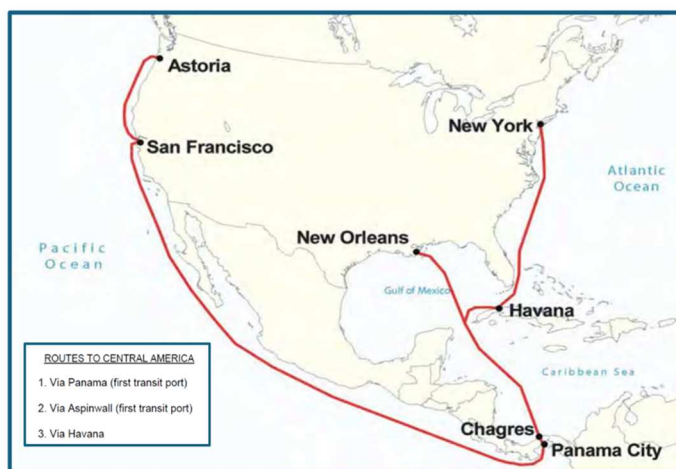 Astoria
New York
San Francisco
Atlantic
Ocean
New Orleans
Pacific
Ocean
Gulf of Mexico
Havana
ROUTES TO CENTRAL AMERICA
1. Via Panama (first transit port)
2. Via Aspinwall (first transit port)
3. Via Havana
Caribbean Sea
Chagres
Panama City